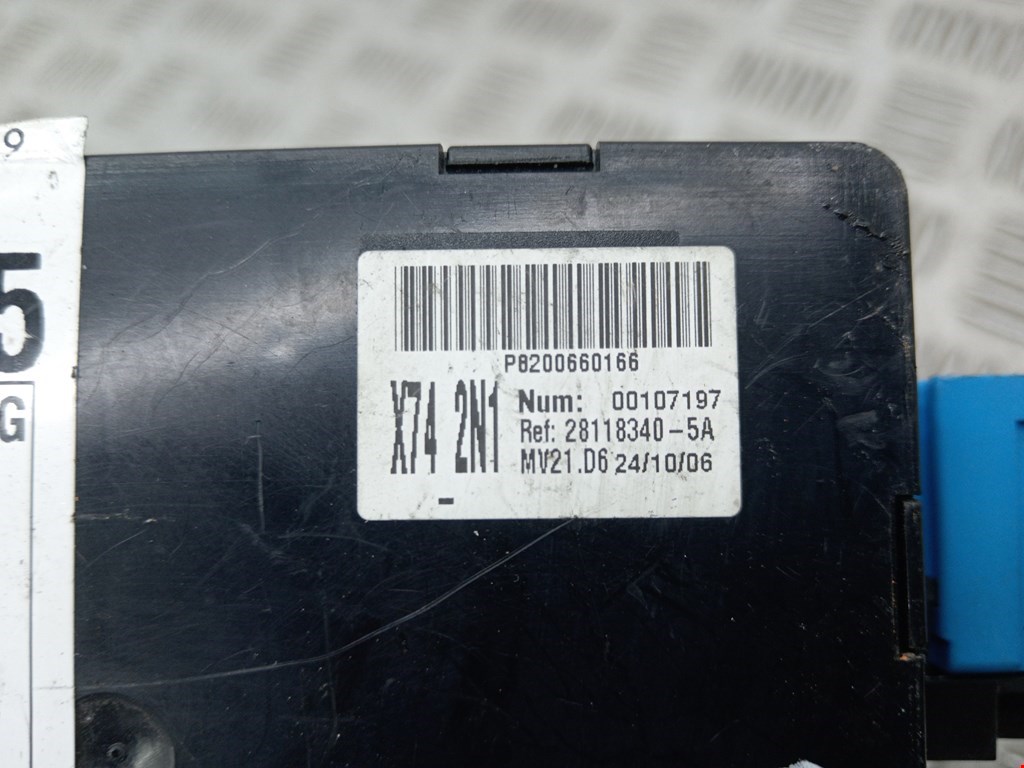 9
5
G
P8200660166
X74 2N1
Num: 00107197
Ref: 28118340-5A
MV21.D6 24/10/06
-